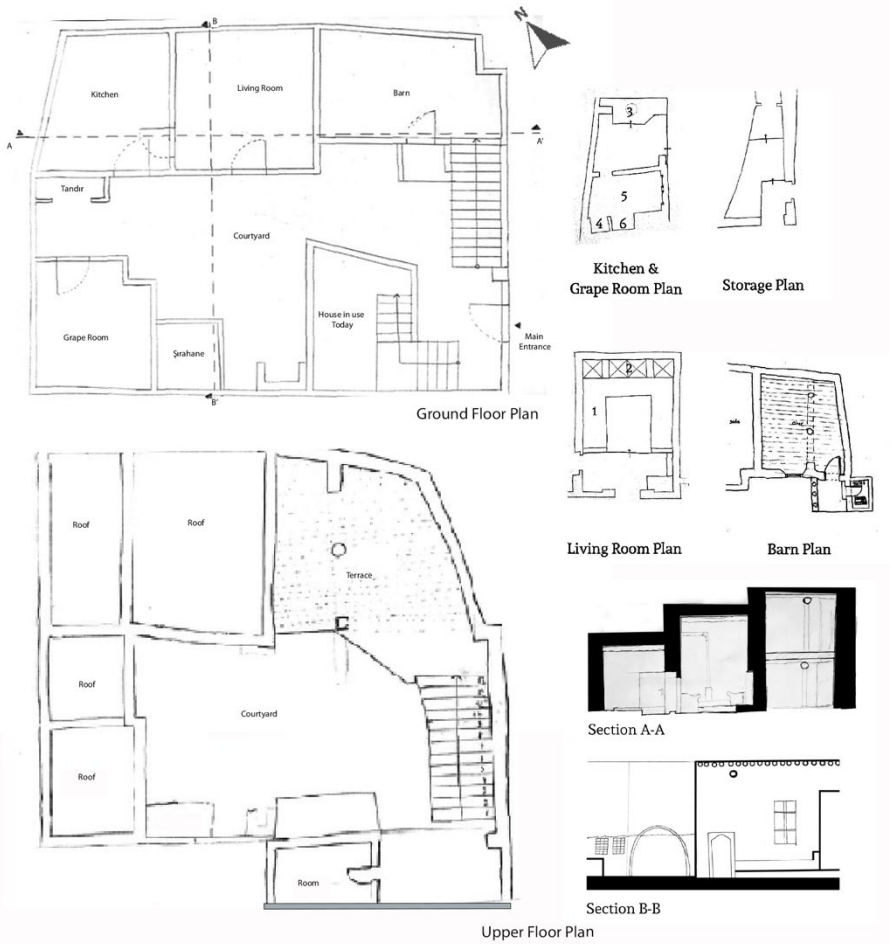 B
N
Kitchen
Living Room
Barn
A
A'
Tandır
Courtyard
Grape Room
Şırahane
House in use
Today
Main
Entrance
B'
Ground Floor Plan
3
5
4
6
Kitchen &
Grape Room Plan
Storage Plan
2
1
Living Room Plan
Barn Plan
Roof
Roof
Terrace
Roof
Courtyard
Roof
Room
Upper Floor Plan
Section A-A
Section B-B